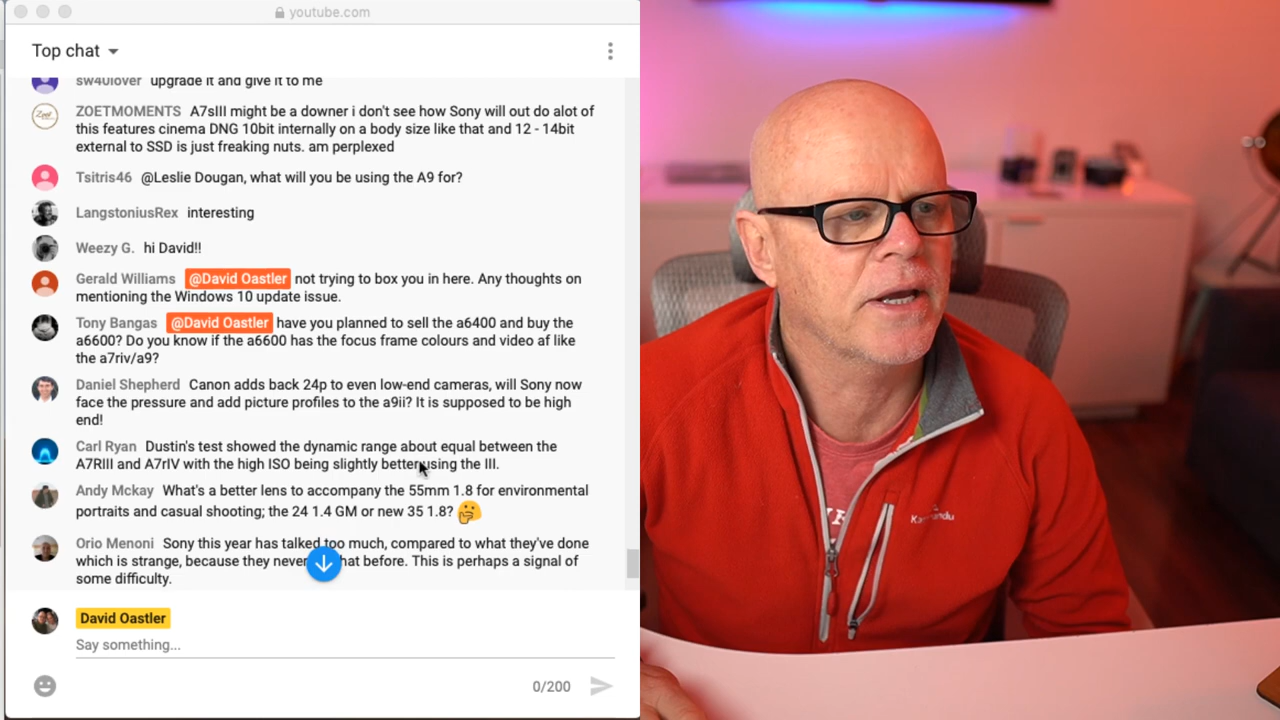 youtube.com
Top chat
sw40lover upgrade it and give it to me
ZOETMOMENTS A7sIII might be a downer i don't see how Sony will out do alot of
this features cinema DNG 10bit internally on a body size like that and 12 - 14bit
external to SSD is just freaking nuts. am perplexed
Tsitris46 @Leslie Dougan, what will you be using the A9 for?
LangstoniusRex interesting
Weezy G. hi David!!
Gerald Williams @David Oastler not trying to box you in here. Any thoughts on
mentioning the Windows 10 update issue.
Tony Bangas @David Oastler have you planned to sell the a6400 and buy the
a6600? Do you know if the a6600 has the focus frame colours and video af like
the a7riv/a9?
Daniel Shepherd Canon adds back 24p to even low-end cameras, will Sony now
face the pressure and add picture profiles to the a9ii? It is supposed to be high
end!
Carl Ryan Dustin's test showed the dynamic range about equal between the
A7RIII and A7rIV with the high ISO being slightly better using the III.
Andy Mckay What's a better lens to accompany the 55mm 1.8 for environmental
portraits and casual shooting; the 24 1.4 GM or new 35 1.8?
Orio Menoni Sony this year has talked too much, compared to what they've done
which is strange, because they never hat before. This is perhaps a signal of
some difficulty.
David Oastler
Say something...
0/200